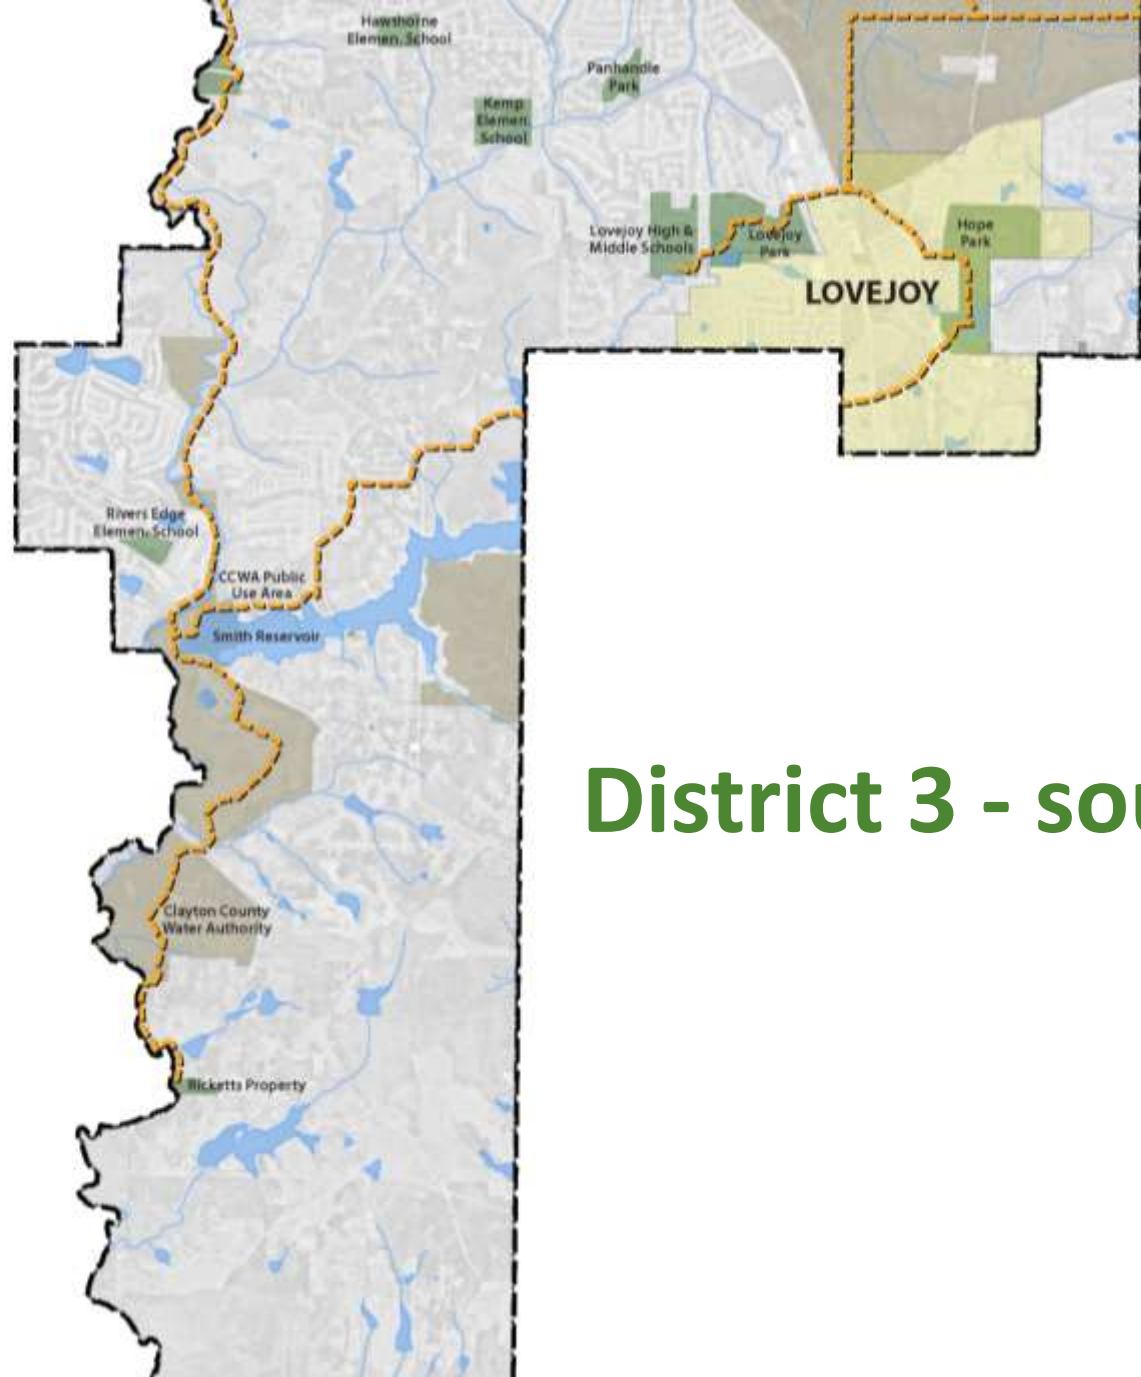 Hawthorne
Elemen. School
Panhandle
Park
Kemp
Elemen.
School
Lovejoy High &
Middle Schools
Lovejoy
Park
Hope
Park
LOVEJOY
Rivers Edge
Elemen. School
CCWA Public
Use Area
Smith Reservoir
District 3 - sou
Clayton County
Water Authority
Ricketts Property